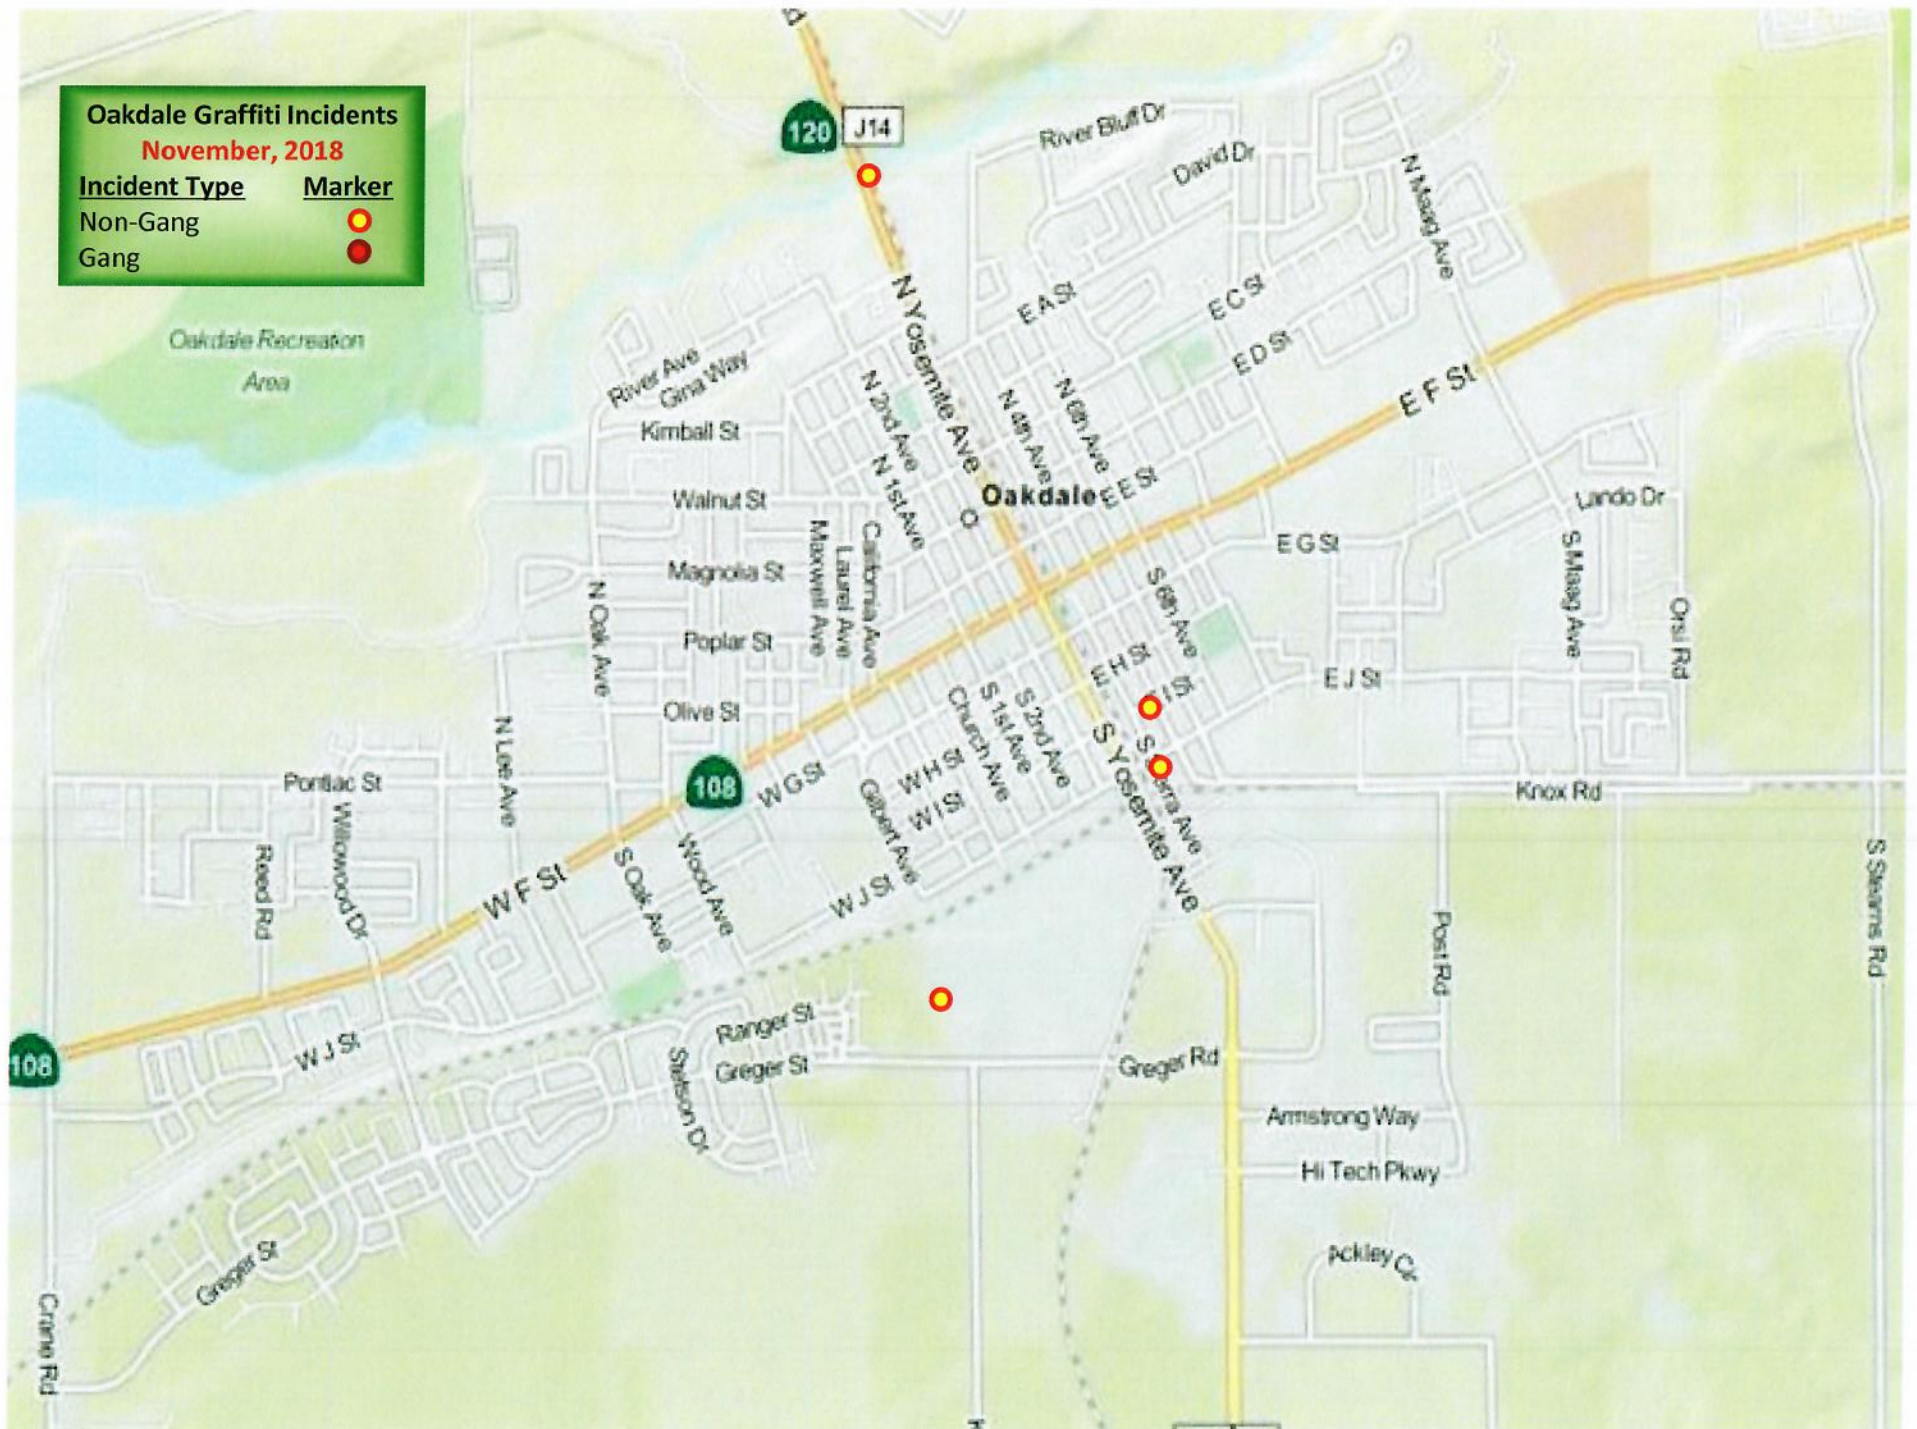 Oakdale Graffiti Incidents
November, 2018
Incident Type Marker
Non-Gang
Gang
120
J14
River Bluff Dr
David Dr
N Maag Ave
Oakdale Recreation
Area
N Yosemite Ave
E A St
E C St
E D St
E F St
River Ave
Gina Way
Kimball St
N 2nd Ave
N 1st Ave
N 4th Ave
N 6th Ave
Oakdale
E E St
Walnut St
Lando Dr
Magnolia St
Maxwell Ave
Laurel Ave
California Ave
E G St
S Maag Ave
Orsi Rd
N Oak Ave
Poplar St
S 6th Ave
E H St
I St
E J St
Olive St
Church Ave
S 1st Ave
S 2nd Ave
S Yosemite Ave
N Lee Ave
Pontiac St
108
W G St
W H St
W I St
Gilbert Ave
Knox Rd
Willowood Dr
Reed Rd
W F St
S Oak Ave
Wood Ave
W J St
Post Rd
S Stearns Rd
Ranger St
Greger St
Stetson Dr
Greger Rd
W J St
108
Armstrong Way
Hi Tech Pkwy
Greger St
Ackley Cir
Crane Rd